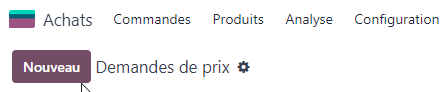 Achats Commandes Produits Analyse Configuration
Nouveau Demandes de prix